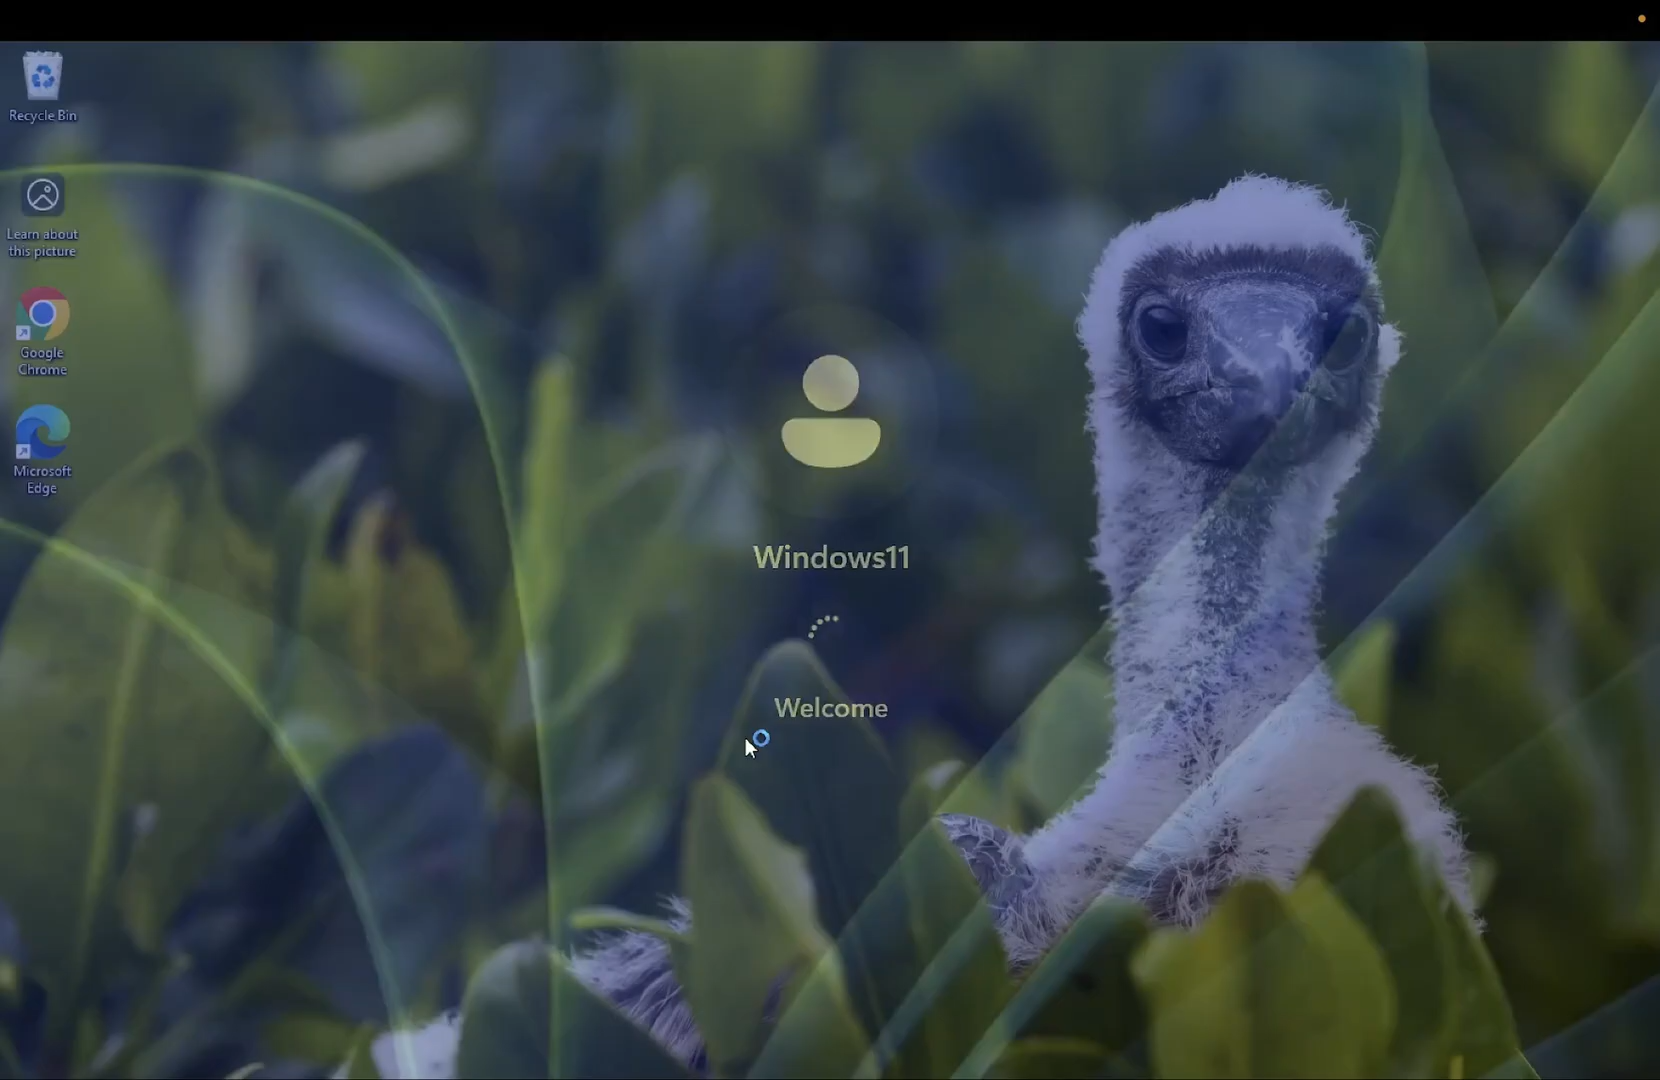 Recycle Bin
Learn about
this picture
Google
Chrome
Microsoft
Edge
Windows11
Welcome